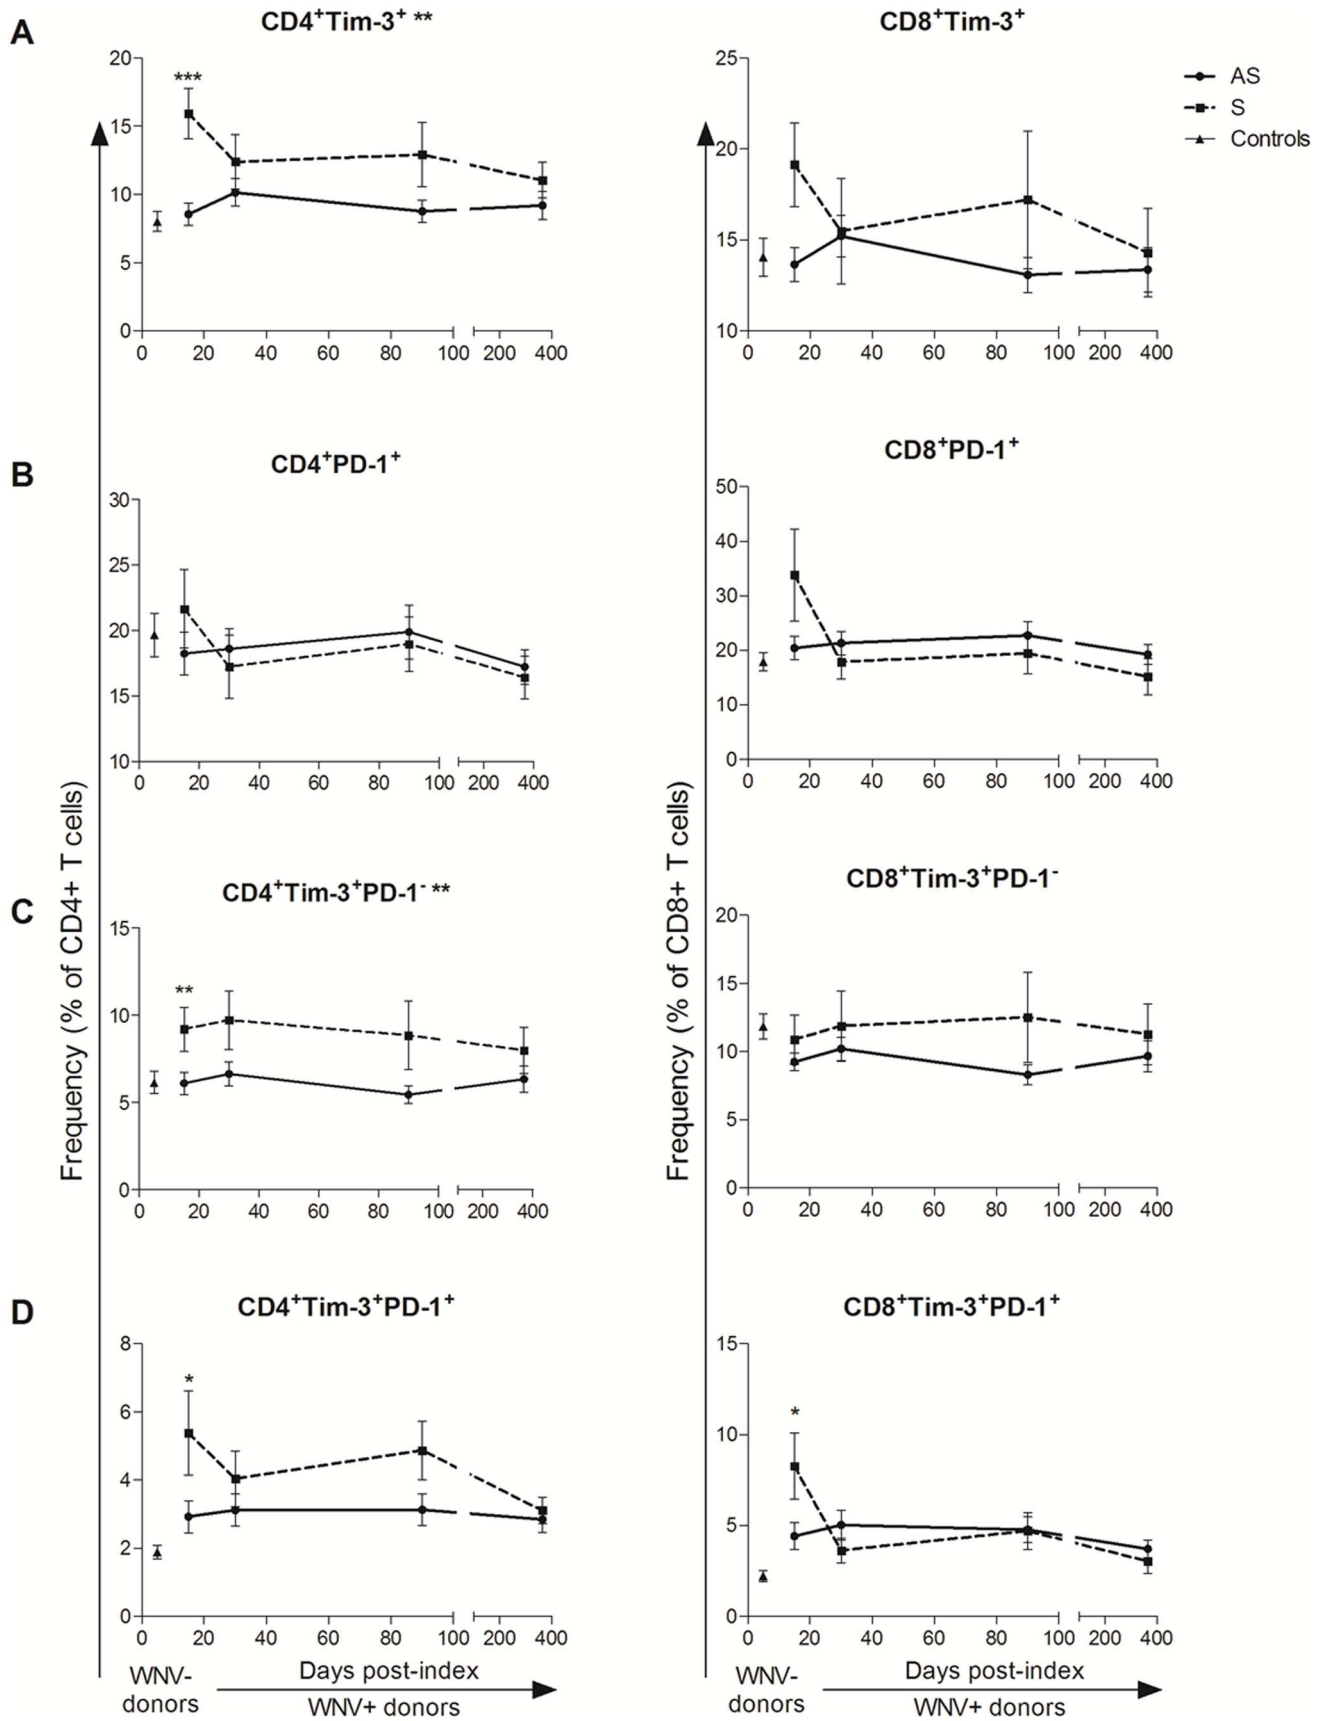 A
CD4+Tim-3+ **
CD8+Tim-3+
20
15
10
5
0
***
0 20 40 60 80 100 200 400
25
20
15
10
0 20 40 60 80 100 200 400
AS
S
Controls
B
CD4+PD-1+
CD8+PD-1+
30
25
20
15
10
0 20 40 60 80 100 200 400
50
40
30
20
10
0
0 20 40 60 80 100 200 400
Frequency (% of CD4+ T cells)
Frequency (% of CD8+ T cells)
C
CD4+Tim-3+PD-1- **
CD8+Tim-3+PD-1-
15
10
5
0
**
0 20 40 60 80 100 200 400
20
15
10
5
0
0 20 40 60 80 100 200 400
D
CD4+Tim-3+PD-1+
CD8+Tim-3+PD-1+
8
6
4
2
0
*
0 20 40 60 80 100 200 400
15
10
5
0
*
0 20 40 60 80 100 200 400
WNV-
donors
Days post-index
WNV+ donors
WNV-
donors
Days post-index
WNV+ donors